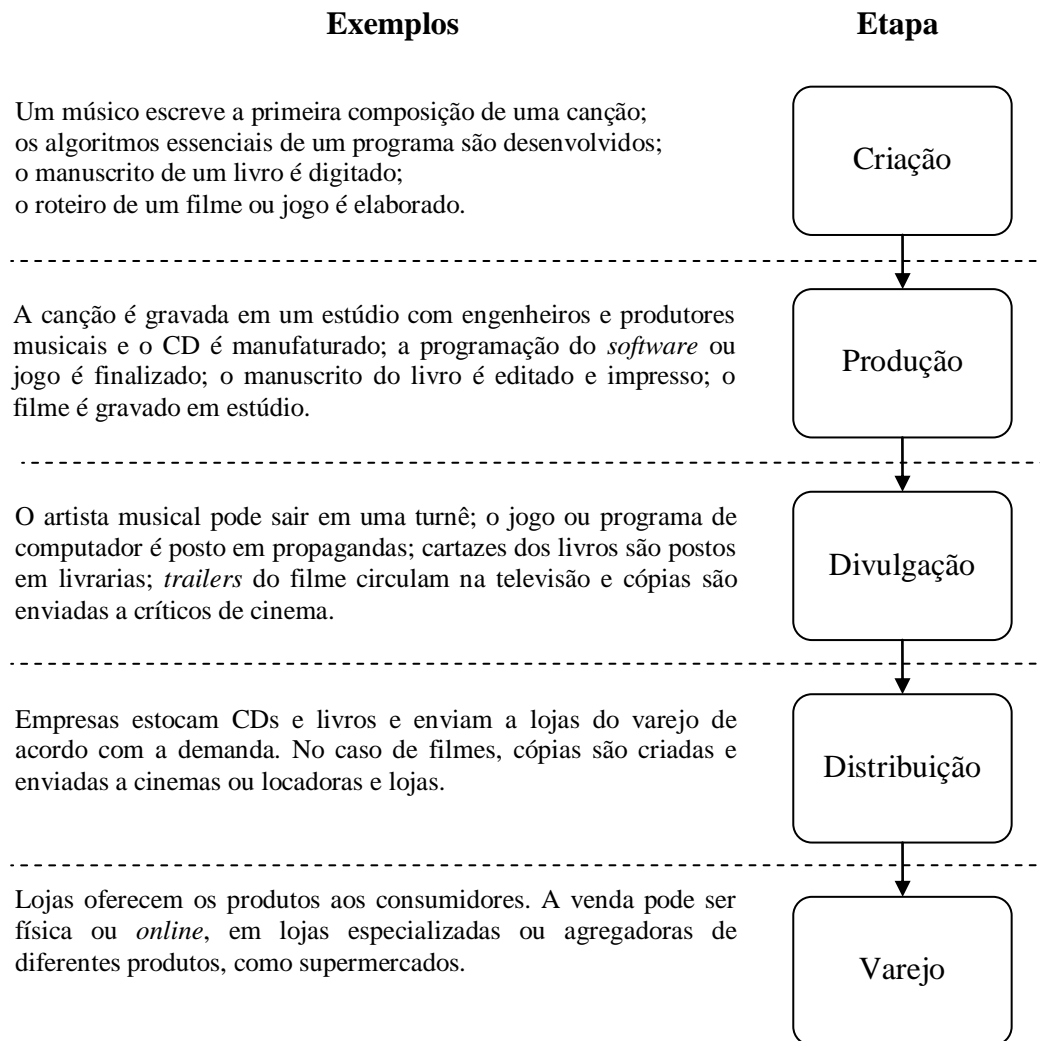 Exemplos
Etapa
Um músico escreve a primeira composição de uma canção;
os algoritmos essenciais de um programa são desenvolvidos;
o manuscrito de um livro é digitado;
o roteiro de um filme ou jogo é elaborado.
Criação
A canção é gravada em um estúdio com engenheiros e produtores
musicais e o CD é manufaturado; a programação do software ou
jogo é finalizado; o manuscrito do livro é editado e impresso; o
filme é gravado em estúdio.
Produção
O artista musical pode sair em uma turnê; o jogo ou programa de
computador é posto em propagandas; cartazes dos livros são postos
em livrarias; trailers do filme circulam na televisão e cópias são
enviadas a críticos de cinema.
Divulgação
Empresas estocam CDs e livros e enviam a lojas do varejo de
acordo com a demanda. No caso de filmes, cópias são criadas e
enviadas a cinemas ou locadoras e lojas.
Distribuição
Lojas oferecem os produtos aos consumidores. A venda pode ser
física ou online, em lojas especializadas ou agregadoras de
diferentes produtos, como supermercados.
Varejo